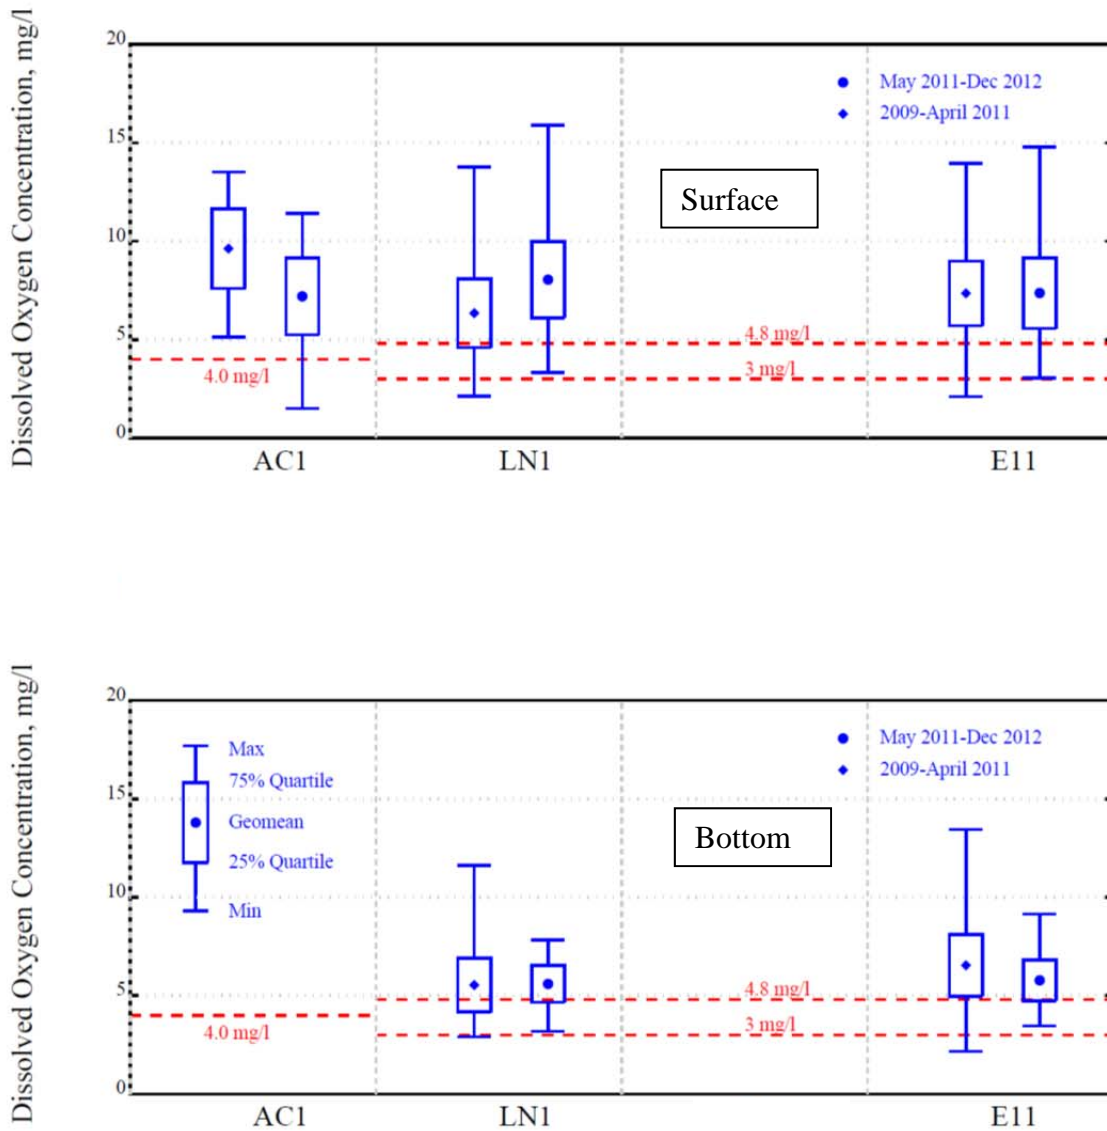 Dissolved Oxygen Concentration, mg/l
20
15
10
5
0
May 2011-Dec 2012
2009-April 2011
Surface
4.8 mg/l
3 mg/l
4.0 mg/l
AC1
LN1
E11
Dissolved Oxygen Concentration, mg/l
20
15
10
5
0
Max
75% Quartile
Geomean
25% Quartile
Min
May 2011-Dec 2012
2009-April 2011
Bottom
4.8 mg/l
3 mg/l
4.0 mg/l
AC1
LN1
E11